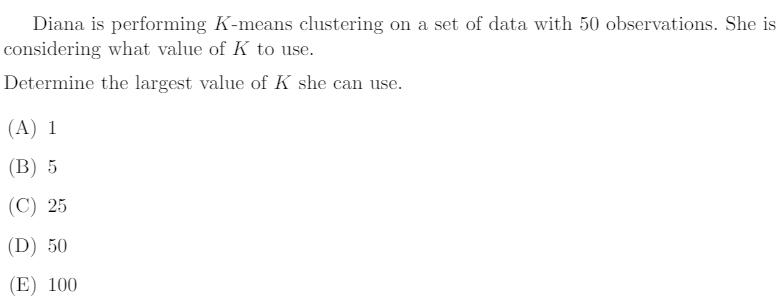 Diana is performing K-means clustering on a set of data with 50 observations. She is
considering what value of K to use.
Determine the largest value of K she can use.
(A) 1
(B) 5
(C) 25
(D) 50
(E) 100